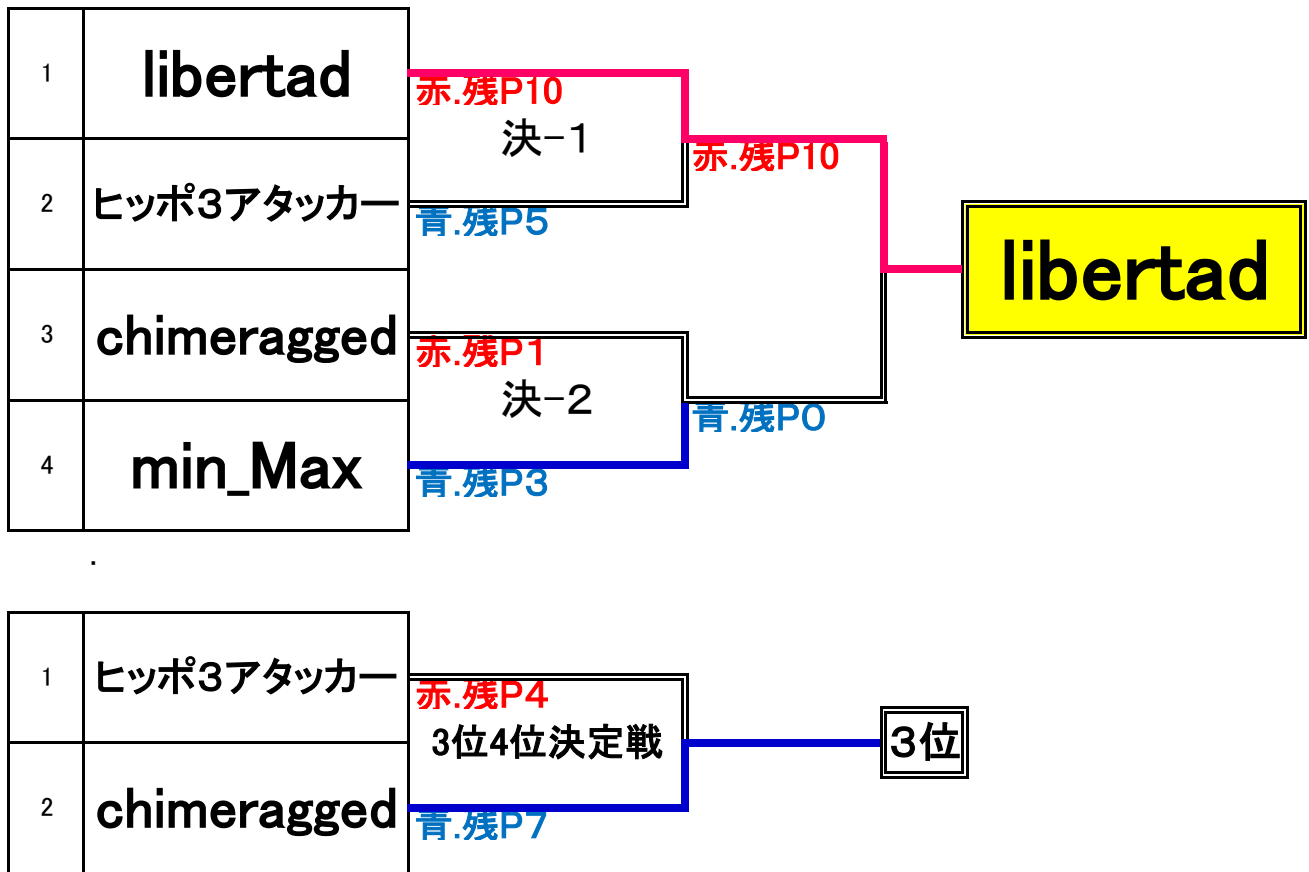 1
libertad
赤.残P10
決-1
赤.残P10
2
ヒッポ3アタッカー
青.残P5
libertad
3
chimeragged
赤.残P1
決-2
青.残P0
4
min_Max
青.残P3
.
1
ヒッポ3アタッカー
赤.残P4
3位4位決定戦
3位
2
chimeragged
青.残P7